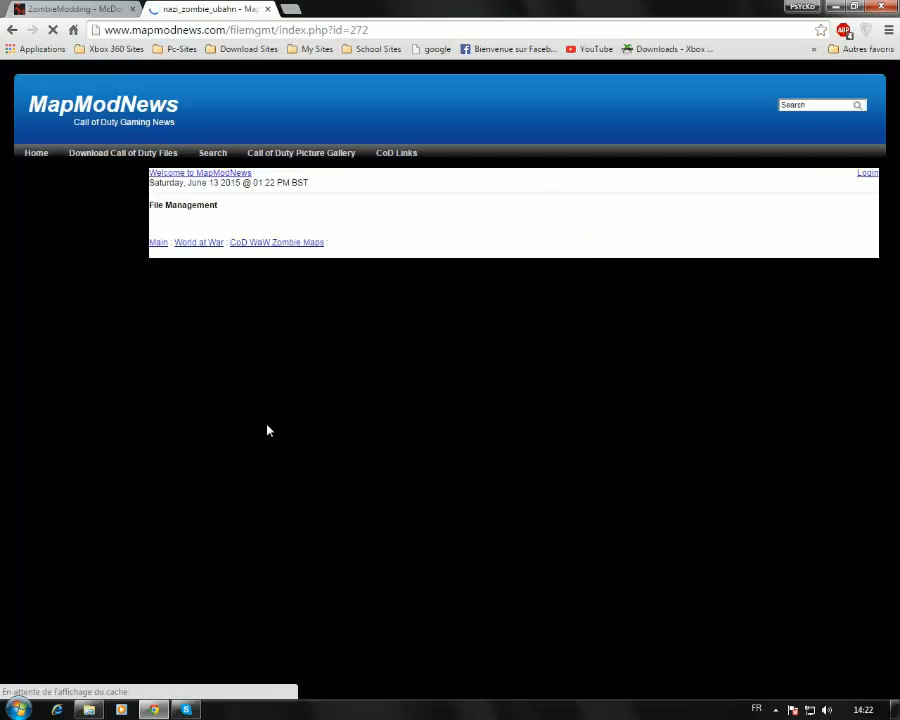 ZombieModding - McDo
nazi_zombie_ubahn - Ma
PsYcKo
www.mapmodnews.com/filemgmt/index.php?id=272
Applications
Xbox 360 Sites
Pc-Sites
Download Sites
My Sites
School Sites
google
Bienvenue sur Faceb...
YouTube
Downloads - Xbox ...
»
Autres favoris
MapModNews
Call of Duty Gaming News
Search
Home
Download Call of Duty Files
Search
Call of Duty Picture Gallery
CoD Links
Welcome to MapModNews
Login
Saturday, June 13 2015 @ 01:22 PM BST
File Management
Main : World at War : CoD WaW Zombie Maps :
En attente de l'affichage du cache
FR
14:22